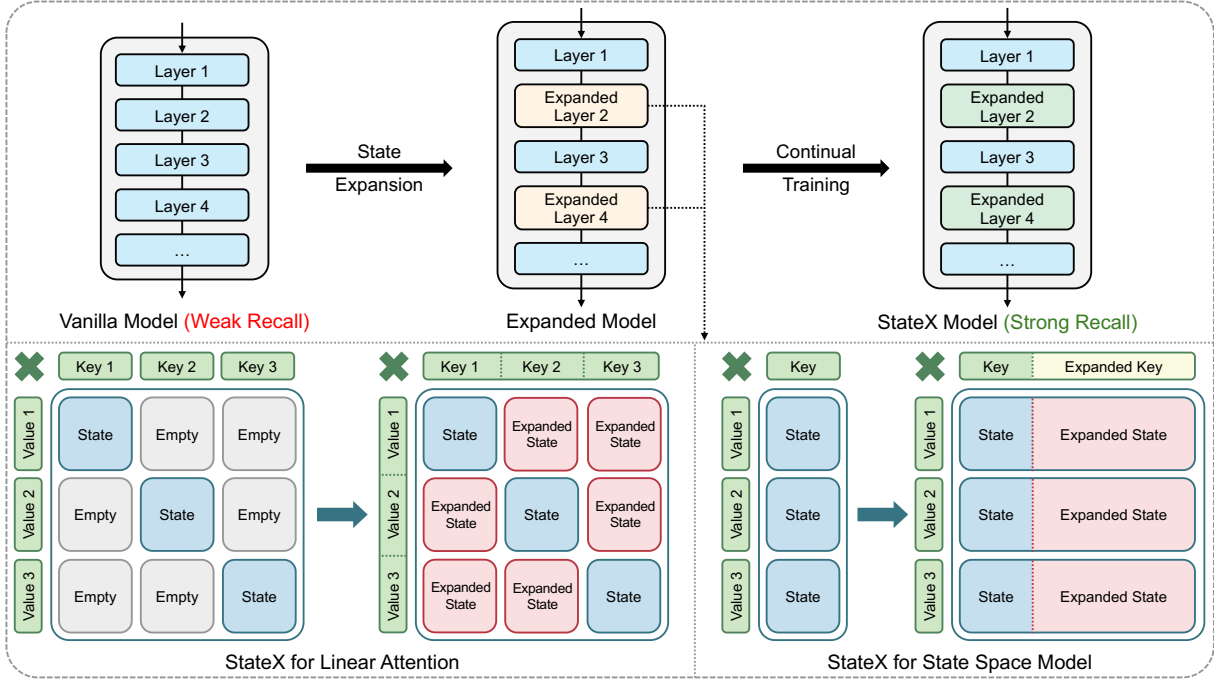 Layer 1
Layer 2
Layer 3
Layer 4
...
Vanilla Model (Weak Recall)
State
Expansion
Layer 1
Expanded
Layer 2
Layer 3
Expanded
Layer 4
...
Expanded Model
Continual
Training
Layer 1
Expanded
Layer 2
Layer 3
Expanded
Layer 4
...
StateX Model (Strong Recall)
Key 1 Key 2 Key 3
Value 1
State Empty Empty
Value 2
Empty State Empty
Value 3
Empty Empty State
Key 1 Key 2 Key 3
Value 1
State
Expanded
State
Expanded
State
Value 2
Expanded
State
State
Expanded
State
Value 3
Expanded
State
Expanded
State
State
StateX for Linear Attention
Key
Value 1
State
Value 2
State
Value 3
State
Key Expanded Key
Value 1
State Expanded State
Value 2
State Expanded State
Value 3
State Expanded State
StateX for State Space Model